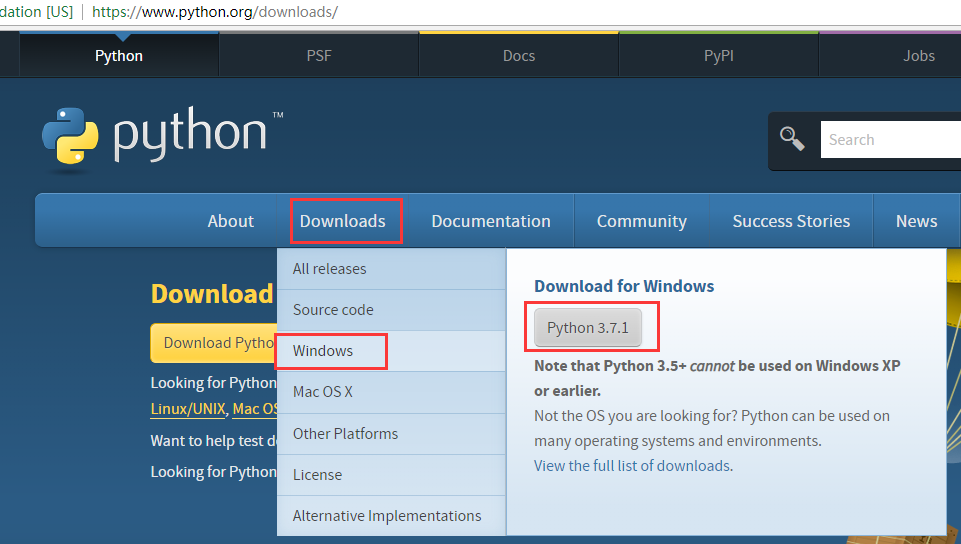 dation [US] https://www.python.org/downloads/
Python PSF Docs PyPI Jobs
python™
Search
About Downloads Documentation Community Success Stories News
Download
Download Pytho
Looking for Python
Linux/UNIX, Mac OS
Want to help test d
Looking for Python
All releases
Source code
Windows
Mac OS X
Other Platforms
License
Alternative Implementations
Download for Windows
Python 3.7.1
Note that Python 3.5+ cannot be used on Windows XP
or earlier.
Not the OS you are looking for? Python can be used on
many operating systems and environments.
View the full list of downloads.